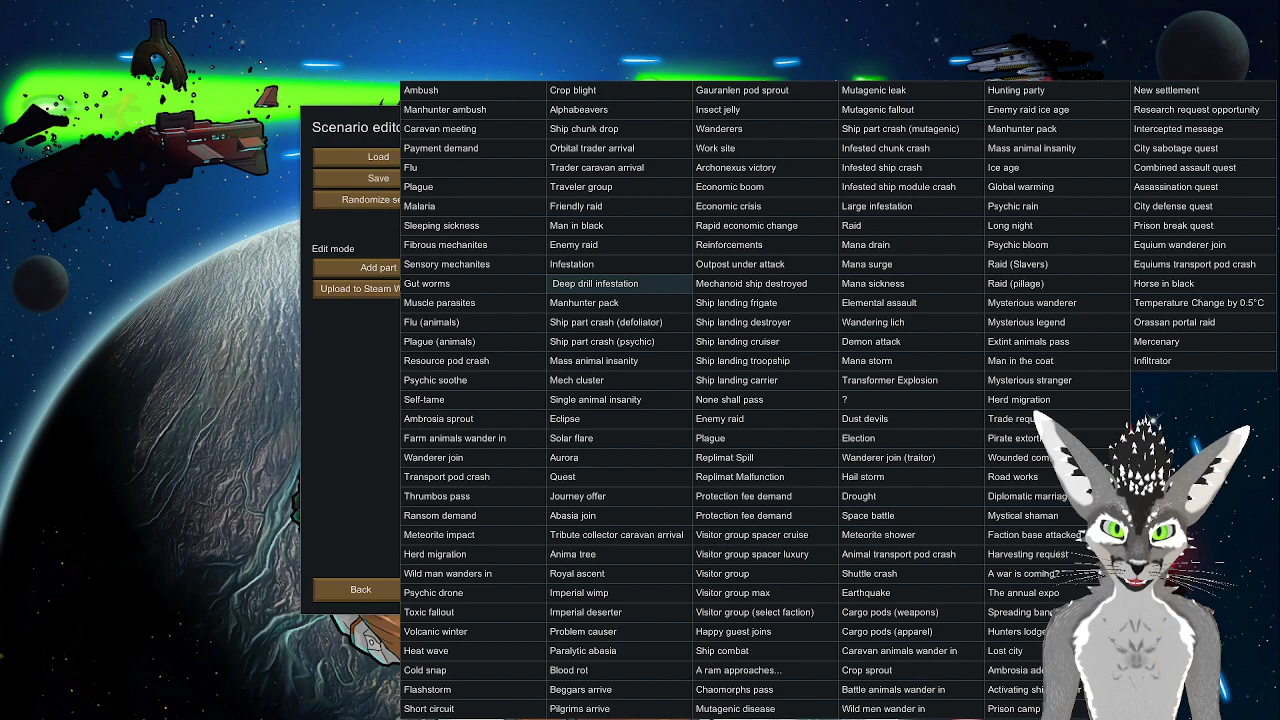 Scenario edito
Load
Save
Randomize se
Edit mode
Add part
Upload to Steam W
Back
Ambush
Manhunter ambush
Caravan meeting
Payment demand
Flu
Plague
Malaria
Sleeping sickness
Fibrous mechanites
Sensory mechanites
Gut worms
Muscle parasites
Flu (animals)
Plague (animals)
Resource pod crash
Psychic soothe
Self-tame
Ambrosia sprout
Farm animals wander in
Wanderer join
Transport pod crash
Thrumbos pass
Ransom demand
Meteorite impact
Herd migration
Wild man wanders in
Psychic drone
Toxic fallout
Volcanic winter
Heat wave
Cold snap
Flashstorm
Short circuit
Crop blight
Alphabeavers
Ship chunk drop
Orbital trader arrival
Trader caravan arrival
Traveler group
Friendly raid
Man in black
Enemy raid
Infestation
Deep drill infestation
Manhunter pack
Ship part crash (defoliator)
Ship part crash (psychic)
Mass animal insanity
Mech cluster
Single animal insanity
Eclipse
Solar flare
Aurora
Quest
Journey offer
Abasia join
Tribute collector caravan arrival
Anima tree
Royal ascent
Imperial wimp
Imperial deserter
Problem causer
Paralytic abasia
Blood rot
Beggars arrive
Pilgrims arrive
Gauranlen pod sprout
Insect jelly
Wanderers
Work site
Archonexus victory
Economic boom
Economic crisis
Rapid economic change
Reinforcements
Outpost under attack
Mechanoid ship destroyed
Ship landing frigate
Ship landing destroyer
Ship landing cruiser
Ship landing troopship
Ship landing carrier
None shall pass
Enemy raid
Plague
Replimat Spill
Replimat Malfunction
Protection fee demand
Protection fee demand
Visitor group spacer cruise
Visitor group spacer luxury
Visitor group
Visitor group max
Visitor group (select faction)
Happy guest joins
Ship combat
A ram approaches...
Chaomorphs pass
Mutagenic disease
Mutagenic leak
Mutagenic fallout
Ship part crash (mutagenic)
Infested chunk crash
Infested ship crash
Infested ship module crash
Large infestation
Raid
Mana drain
Mana surge
Mana sickness
Elemental assault
Wandering lich
Demon attack
Mana storm
Transformer Explosion
?
Dust devils
Election
Wanderer join (traitor)
Hail storm
Drought
Space battle
Meteorite shower
Animal transport pod crash
Shuttle crash
Earthquake
Cargo pods (weapons)
Cargo pods (apparel)
Caravan animals wander in
Crop sprout
Battle animals wander in
Wild men wander in
Hunting party
Enemy raid ice age
Manhunter pack
Mass animal insanity
Ice age
Global warming
Psychic rain
Long night
Psychic bloom
Raid (Slavers)
Raid (pillage)
Mysterious wanderer
Mysterious legend
Extint animals pass
Man in the coat
Mysterious stranger
Herd migration
Trade requ
Pirate extort
Wounded com
Road works
Diplomatic marriag
Mystical shaman
Faction base attacked
Harvesting request
A war is coming?
The annual expo
Spreading ban
Hunters lodge
Lost city
Ambrosia ad
Activating shi
Prison camp
New settlement
Research request opportunity
Intercepted message
City sabotage quest
Combined assault quest
Assassination quest
City defense quest
Prison break quest
Equium wanderer join
Equiums transport pod crash
Horse in black
Temperature Change by 0.5°C
Orassan portal raid
Mercenary
Infiltrator